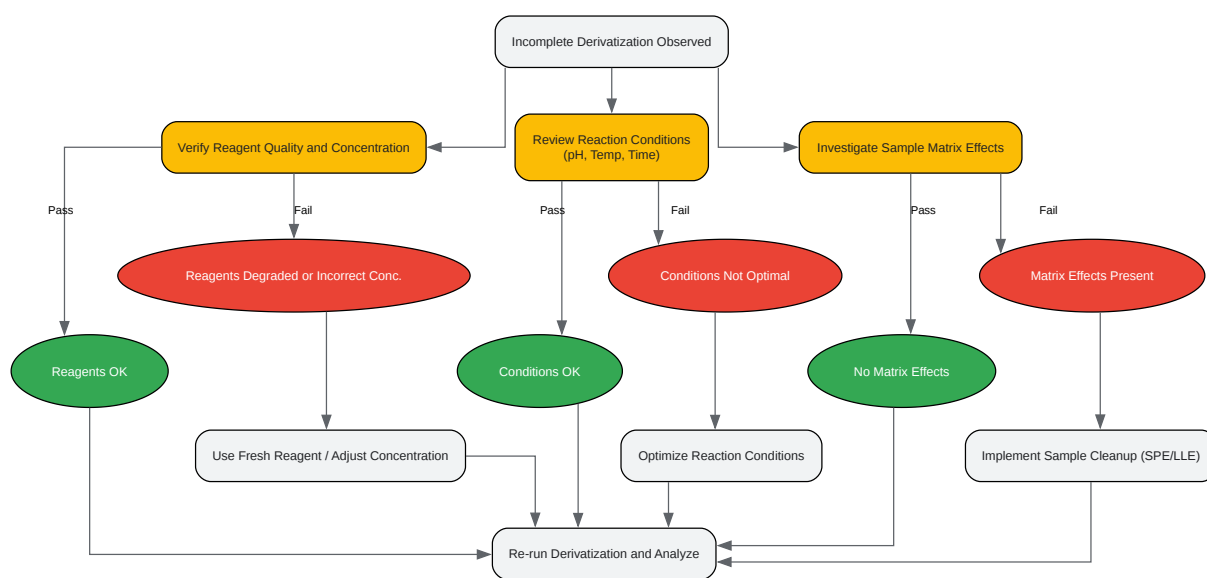 Incomplete Derivatization Observed
Verify Reagent Quality and Concentration
Review Reaction Conditions
(pH, Temp, Time)
Investigate Sample Matrix Effects
Pass
Fail
Pass
Fail
Pass
Fail
Reagents Degraded or Incorrect Conc.
Conditions Not Optimal
Matrix Effects Present
Reagents OK
Conditions OK
No Matrix Effects
Use Fresh Reagent / Adjust Concentration
Optimize Reaction Conditions
Implement Sample Cleanup (SPE/LLE)
Re-run Derivatization and Analyze